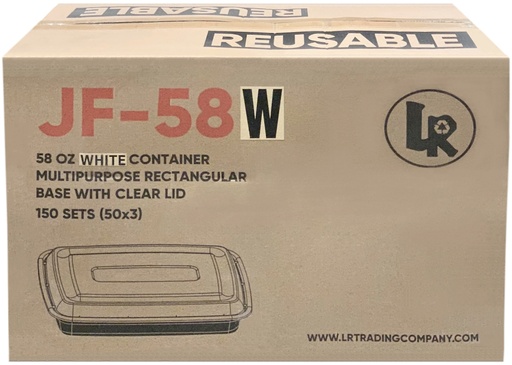 REUSABLE
REUSABLE
JF-58W
LR
58 OZ WHITE CONTAINER
MULTIPURPOSE RECTANGULAR
BASE WITH CLEAR LID
150 SETS (50x3)
WWW.LRTRADINGCOMPANY.COM